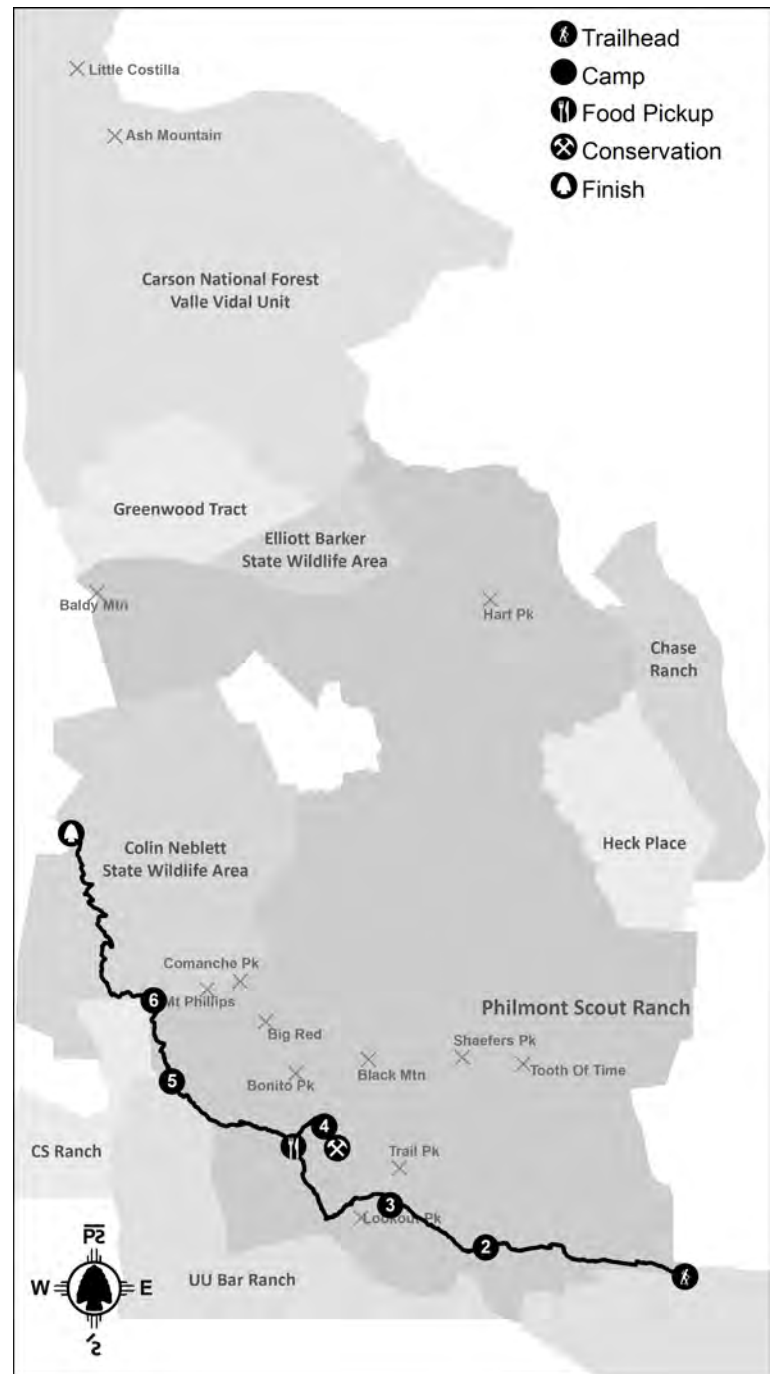 Trailhead
Camp
Food Pickup
Conservation
Finish
Little Costilla
Ash Mountain
Carson National Forest
Valle Vidal Unit
Greenwood Tract
Elliott Barker
State Wildlife Area
Baldy Mtn
Hart Pk
Chase
Ranch
Heck Place
Colin Neblett
State Wildlife Area
Comanche Pk
6
Mt Phillips
Philmont Scout Ranch
Big Red
Shaefers Pk
5
Bonito Pk
Black Mtn
Tooth Of Time
4
CS Ranch
Trail Pk
3
Lookout Pk
2
UU Bar Ranch
W
E